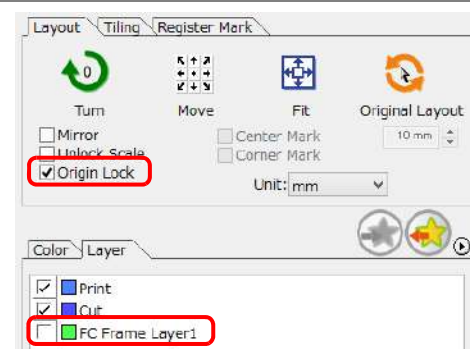 Layout Tiling Register Mark
0
Turn Move Fit Original Layout
Mirror Center Mark 10 mm
Unlock Scale Corner Mark
Origin Lock
Unit: mm
Color Layer
Print
Cut
FC Frame Layer1